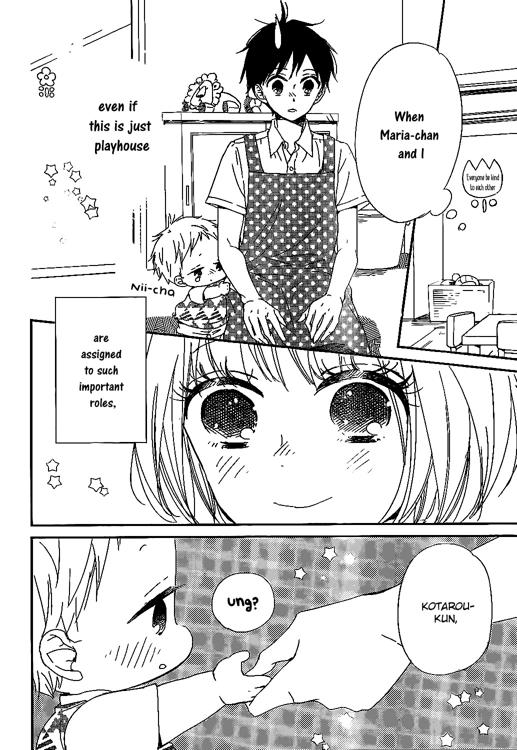 When
Maria-chan
and I
even if
this is just
playhouse
Everyone be kind
to each other
Nii-cha
are
assigned
to such
important
roles,
KOTAROU-
KUN,
ung?